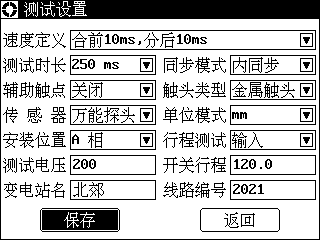 测试设置
速度定义 合前10ms,分后10ms
测试时长 250 ms 同步模式 内同步
辅助触点 关闭 触头类型 金属触头
传感器 万能探头 单位模式 mm
安装位置 A 相 行程测试 输入
测试电压 200 开关行程 120.0
变电站名 北郊 线路编号 2021
保存 返回